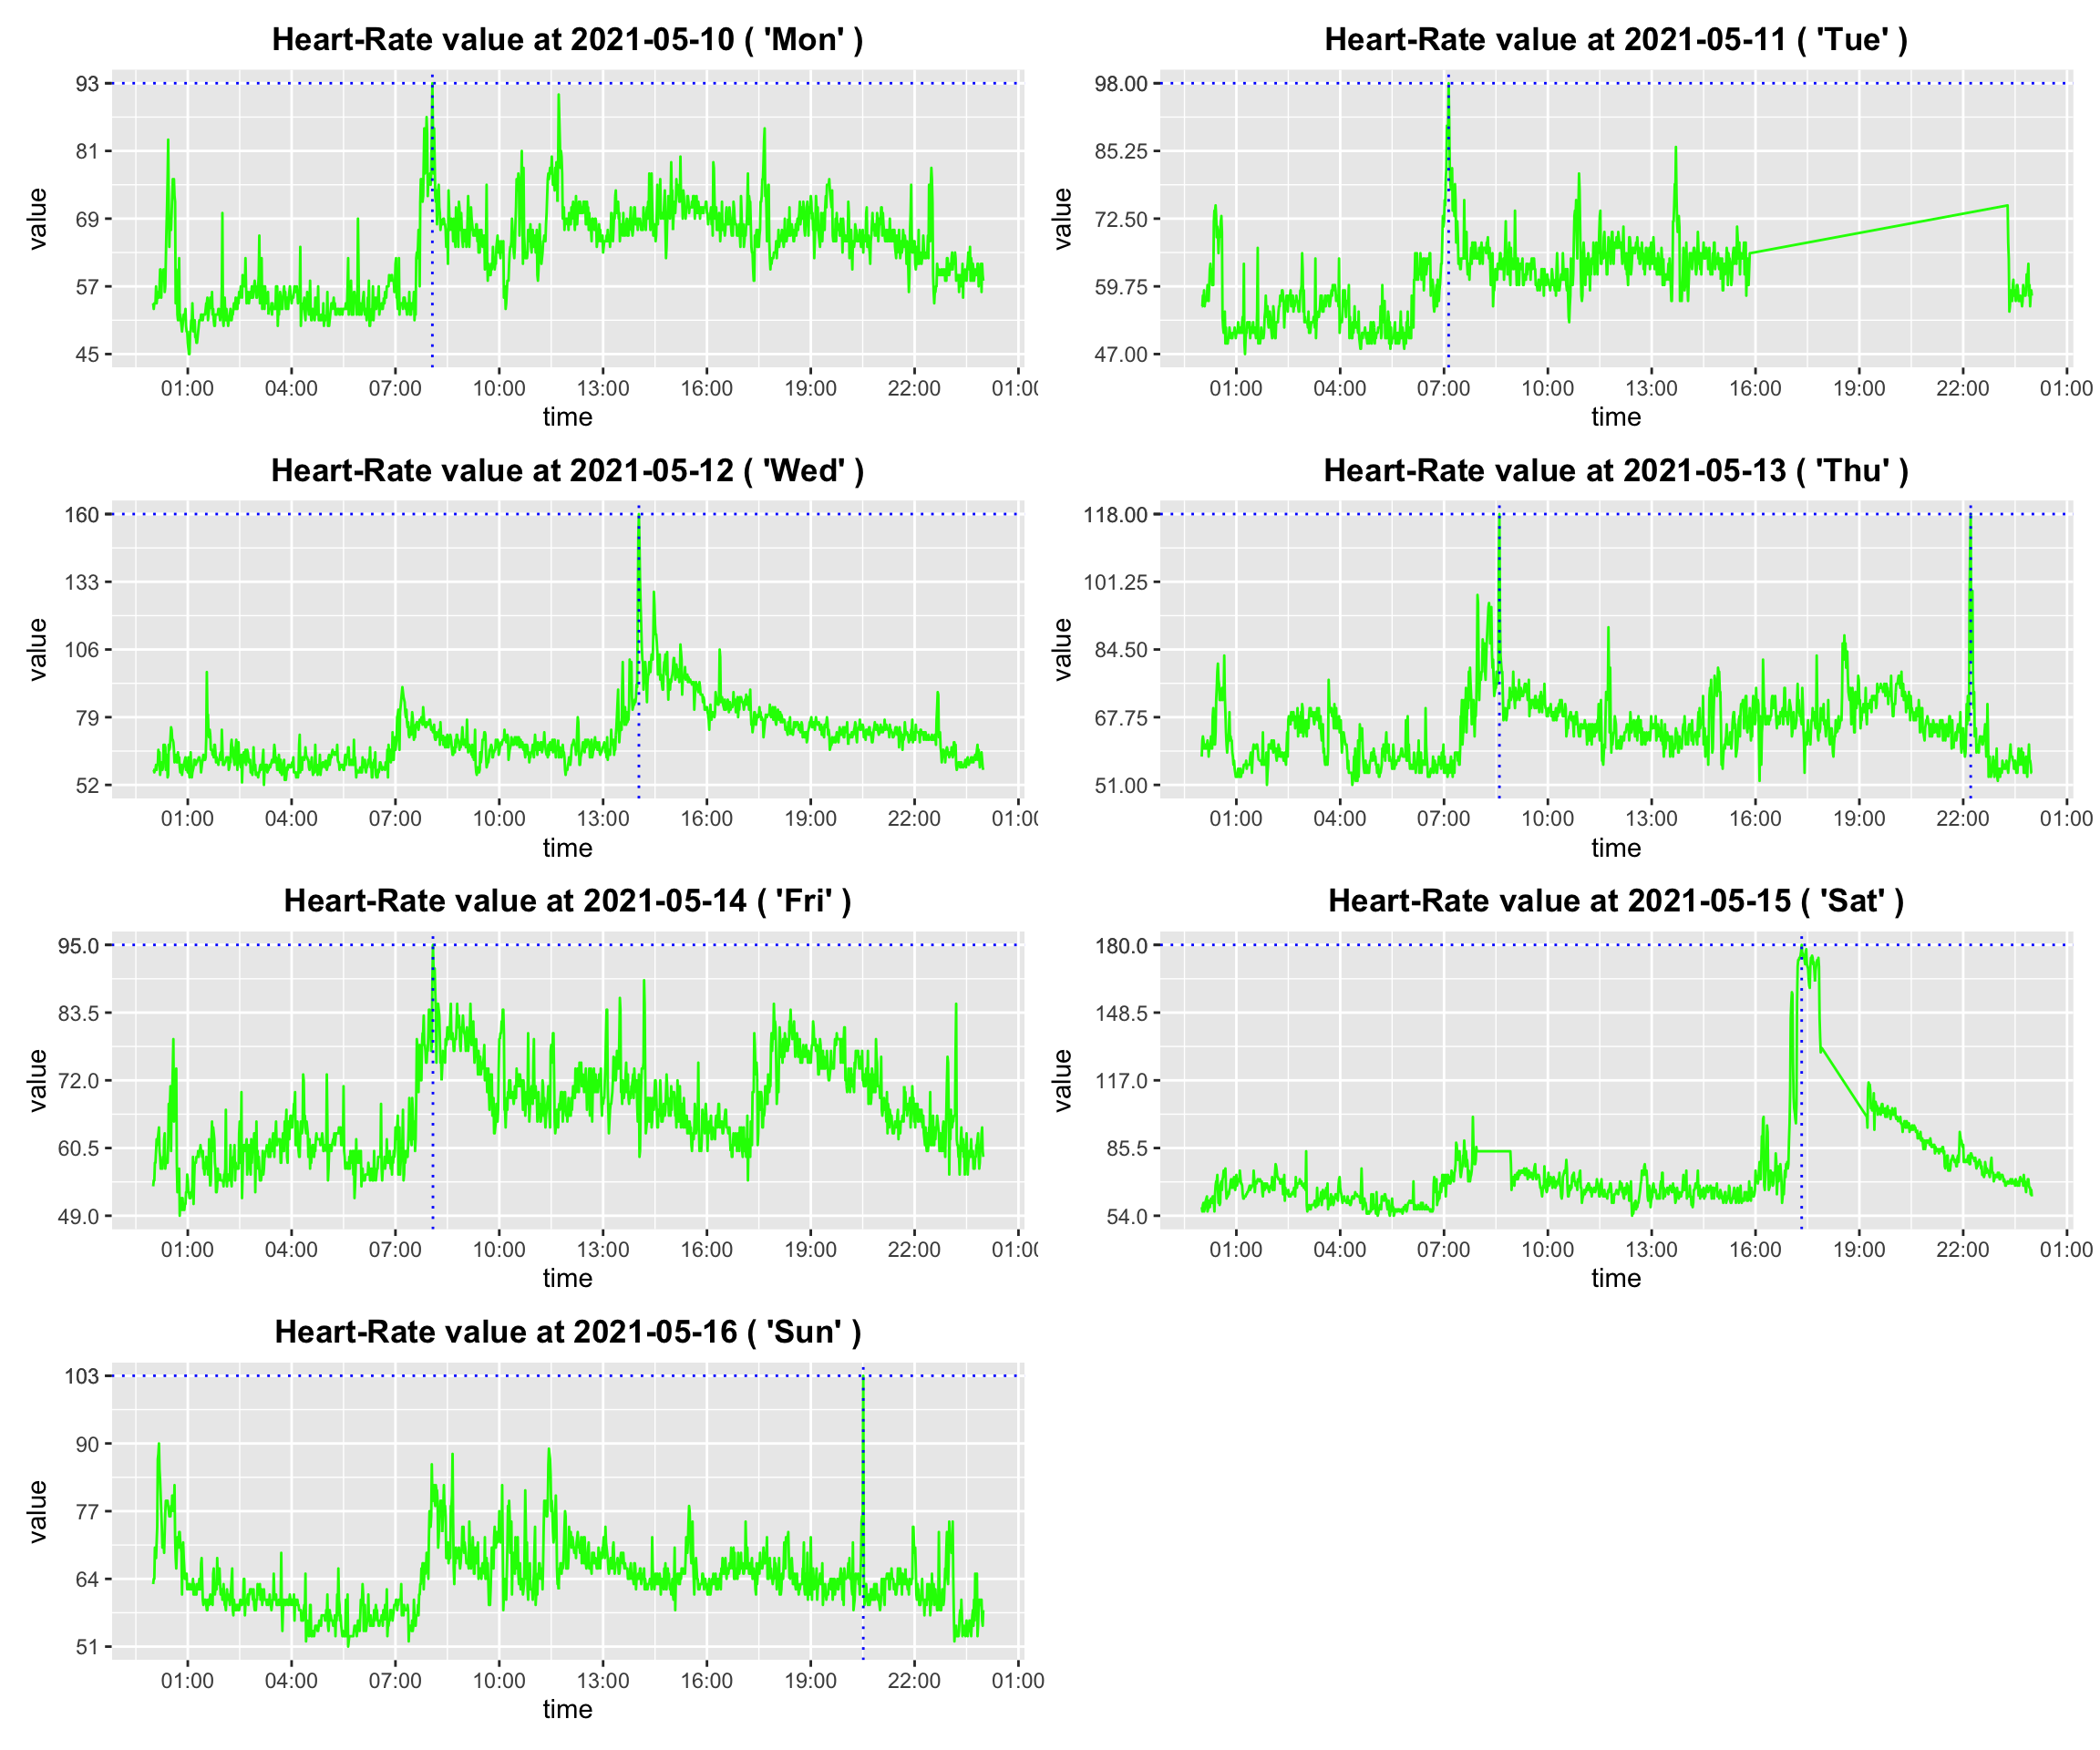 Heart-Rate value at 2021-05-10 ( 'Mon' )
value
93
81
69
57
45
01:00 04:00 07:00 10:00 13:00 16:00 19:00 22:00 01:00
time
Heart-Rate value at 2021-05-11 ( 'Tue' )
value
98.00
85.25
72.50
59.75
47.00
01:00 04:00 07:00 10:00 13:00 16:00 19:00 22:00 01:00
time
Heart-Rate value at 2021-05-12 ( 'Wed' )
value
160
133
106
79
52
01:00 04:00 07:00 10:00 13:00 16:00 19:00 22:00 01:00
time
Heart-Rate value at 2021-05-13 ( 'Thu' )
value
118.00
101.25
84.50
67.75
51.00
01:00 04:00 07:00 10:00 13:00 16:00 19:00 22:00 01:00
time
Heart-Rate value at 2021-05-14 ( 'Fri' )
value
95.0
83.5
72.0
60.5
49.0
01:00 04:00 07:00 10:00 13:00 16:00 19:00 22:00 01:00
time
Heart-Rate value at 2021-05-15 ( 'Sat' )
value
180.0
148.5
117.0
85.5
54.0
01:00 04:00 07:00 10:00 13:00 16:00 19:00 22:00 01:00
time
Heart-Rate value at 2021-05-16 ( 'Sun' )
value
103
90
77
64
51
01:00 04:00 07:00 10:00 13:00 16:00 19:00 22:00 01:00
time